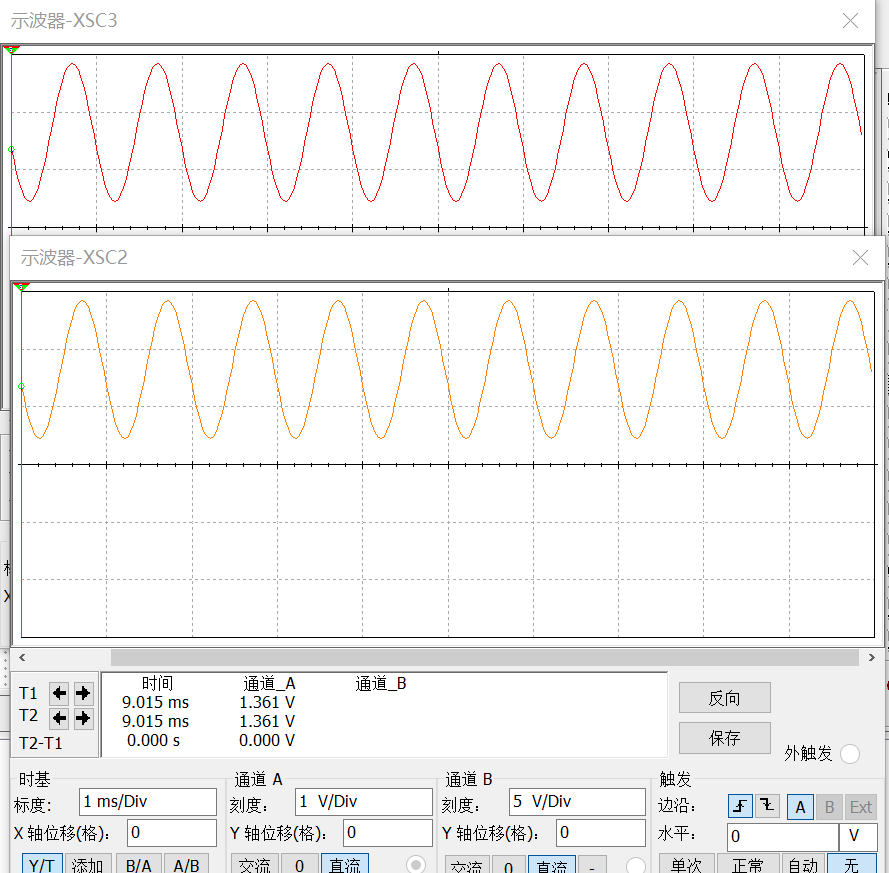 示波器-XSC3
示波器-XSC2
时间 通道_A 通道_B
T1 9.015 ms 1.361 V
T2 9.015 ms 1.361 V
T2-T1 0.000 s 0.000 V
反向
保存
外触发
时基 通道 A 通道 B 触发
标度: 1 ms/Div 刻度: 1 V/Div 刻度: 5 V/Div 边沿: A B Ext
X 轴位移(格): 0 Y 轴位移(格): 0 Y 轴位移(格): 0 水平: 0 V
Y/T 添加 B/A A/B 交流 0 直流 交流 0 直流 - 单次 正常 自动 无